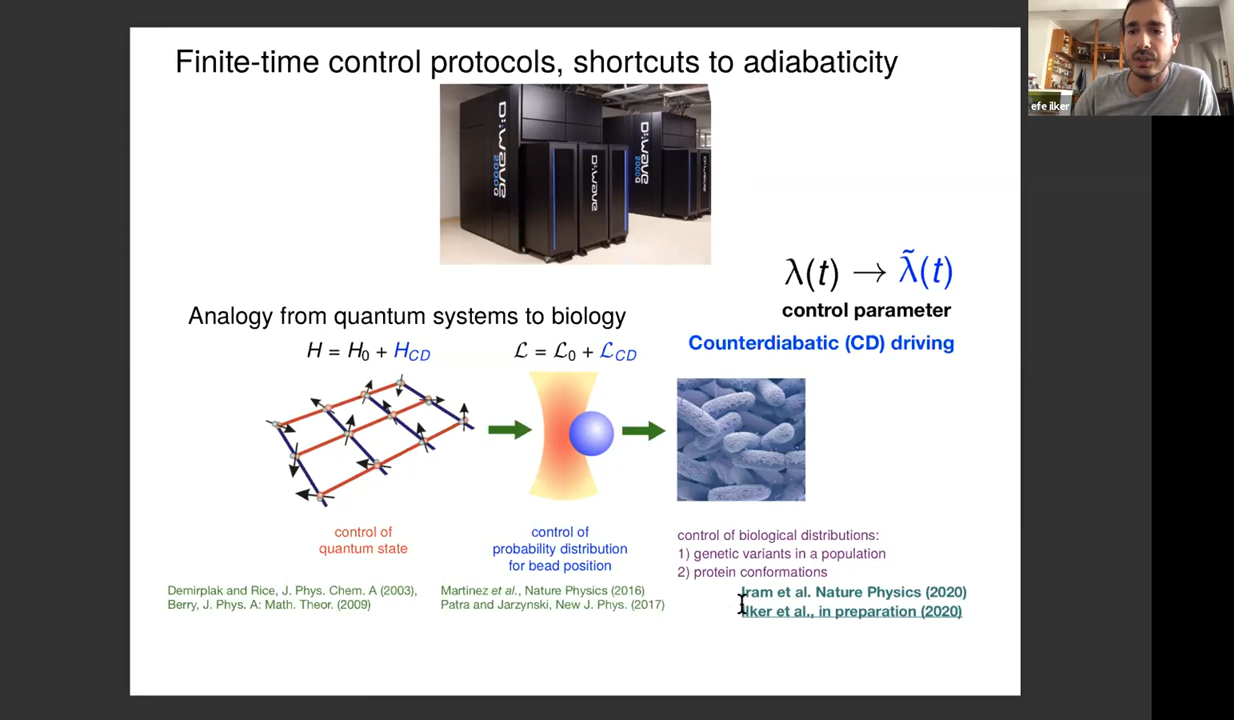 Finite-time control protocols, shortcuts to adiabaticity
D:wave
2000Q
D:wave
D:wave
2000Q
efe ilker
λ(t) → λ̃(t)
control parameter
Counterdiabatic (CD) driving
Analogy from quantum systems to biology
H = H₀ + H_CD
ℒ = ℒ₀ + ℒ_CD
control of
quantum state
control of
probability distribution
for bead position
control of biological distributions:
1) genetic variants in a population
2) protein conformations
Demirplak and Rice, J. Phys. Chem. A (2003),
Berry, J. Phys. A: Math. Theor. (2009)
Martinez et al., Nature Physics (2016)
Patra and Jarzynski, New J. Phys. (2017)
Iram et al. Nature Physics (2020)
Ilker et al., in preparation (2020)